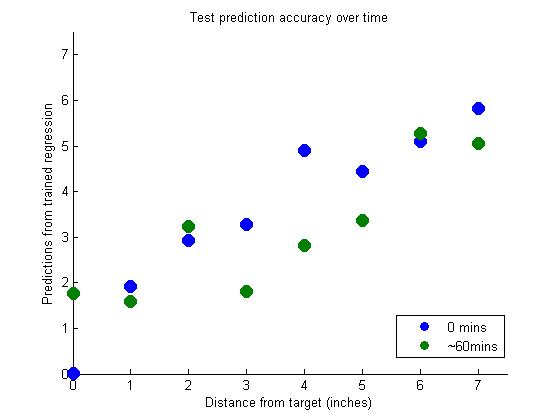 Test prediction accuracy over time
Predictions from trained regression
7
6
5
4
3
2
1
0
0 1 2 3 4 5 6 7
Distance from target (inches)
0 mins
~60mins